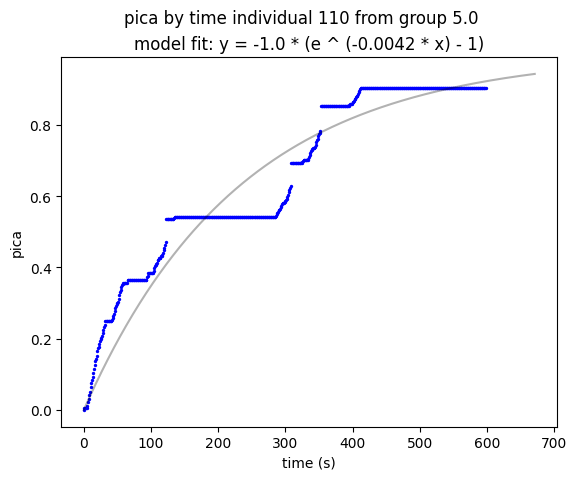 pica by time individual 110 from group 5.0
model fit: y = -1.0 * (e ^ (-0.0042 * x) - 1)
0.8
0.6
0.4
0.2
0.0
pica
0 100 200 300 400 500 600 700
time (s)